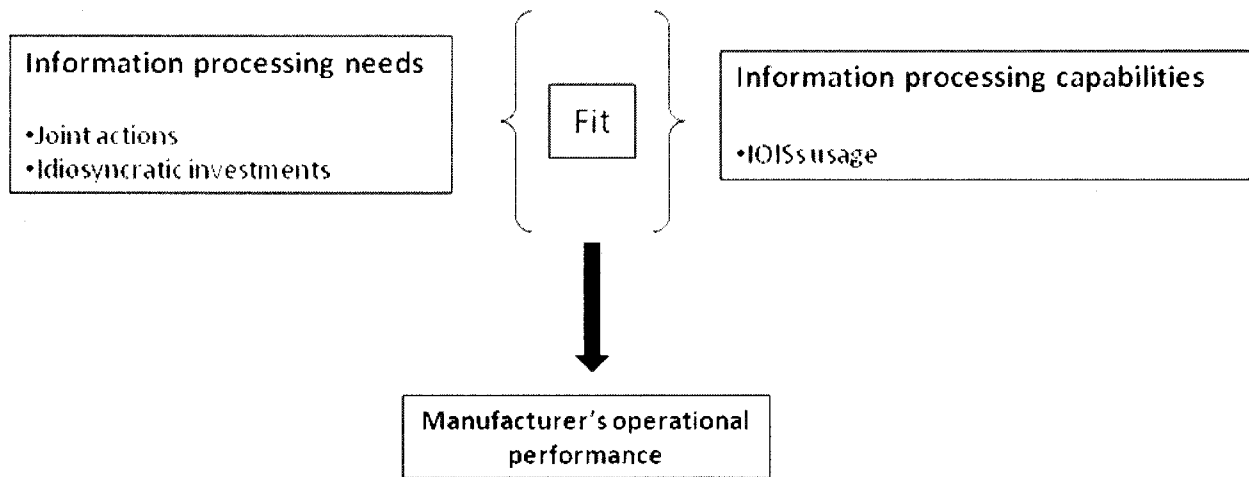 Information processing needs
•Joint actions
•Idiosyncratic investments
Fit
Information processing capabilities
•IOISs usage
Manufacturer's operational
performance